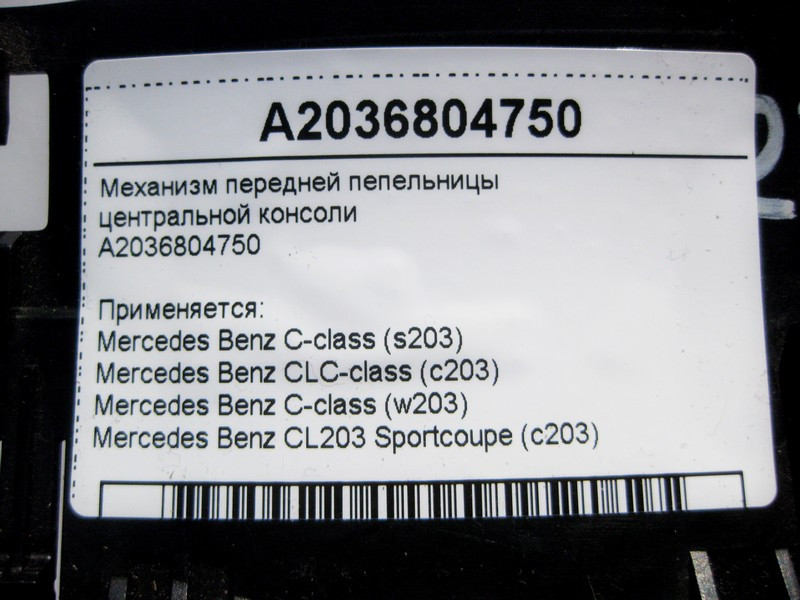 A2036804750
Механизм передней пепельницы
центральной консоли
A2036804750
Применяется:
Mercedes Benz C-class (s203)
Mercedes Benz CLC-class (c203)
Mercedes Benz C-class (w203)
Mercedes Benz CL203 Sportcoupe (c203)
2